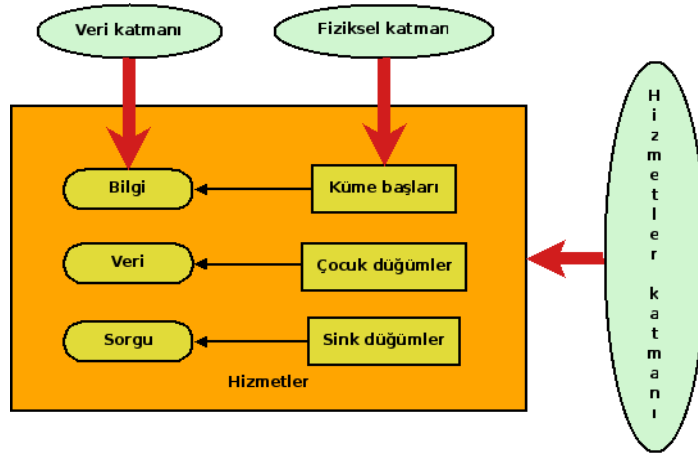 Veri katmanı
Fiziksel katman
Hizmetler katmanı
Bilgi
Küme başları
Veri
Çocuk düğümler
Sorgu
Sink düğümler
Hizmetler